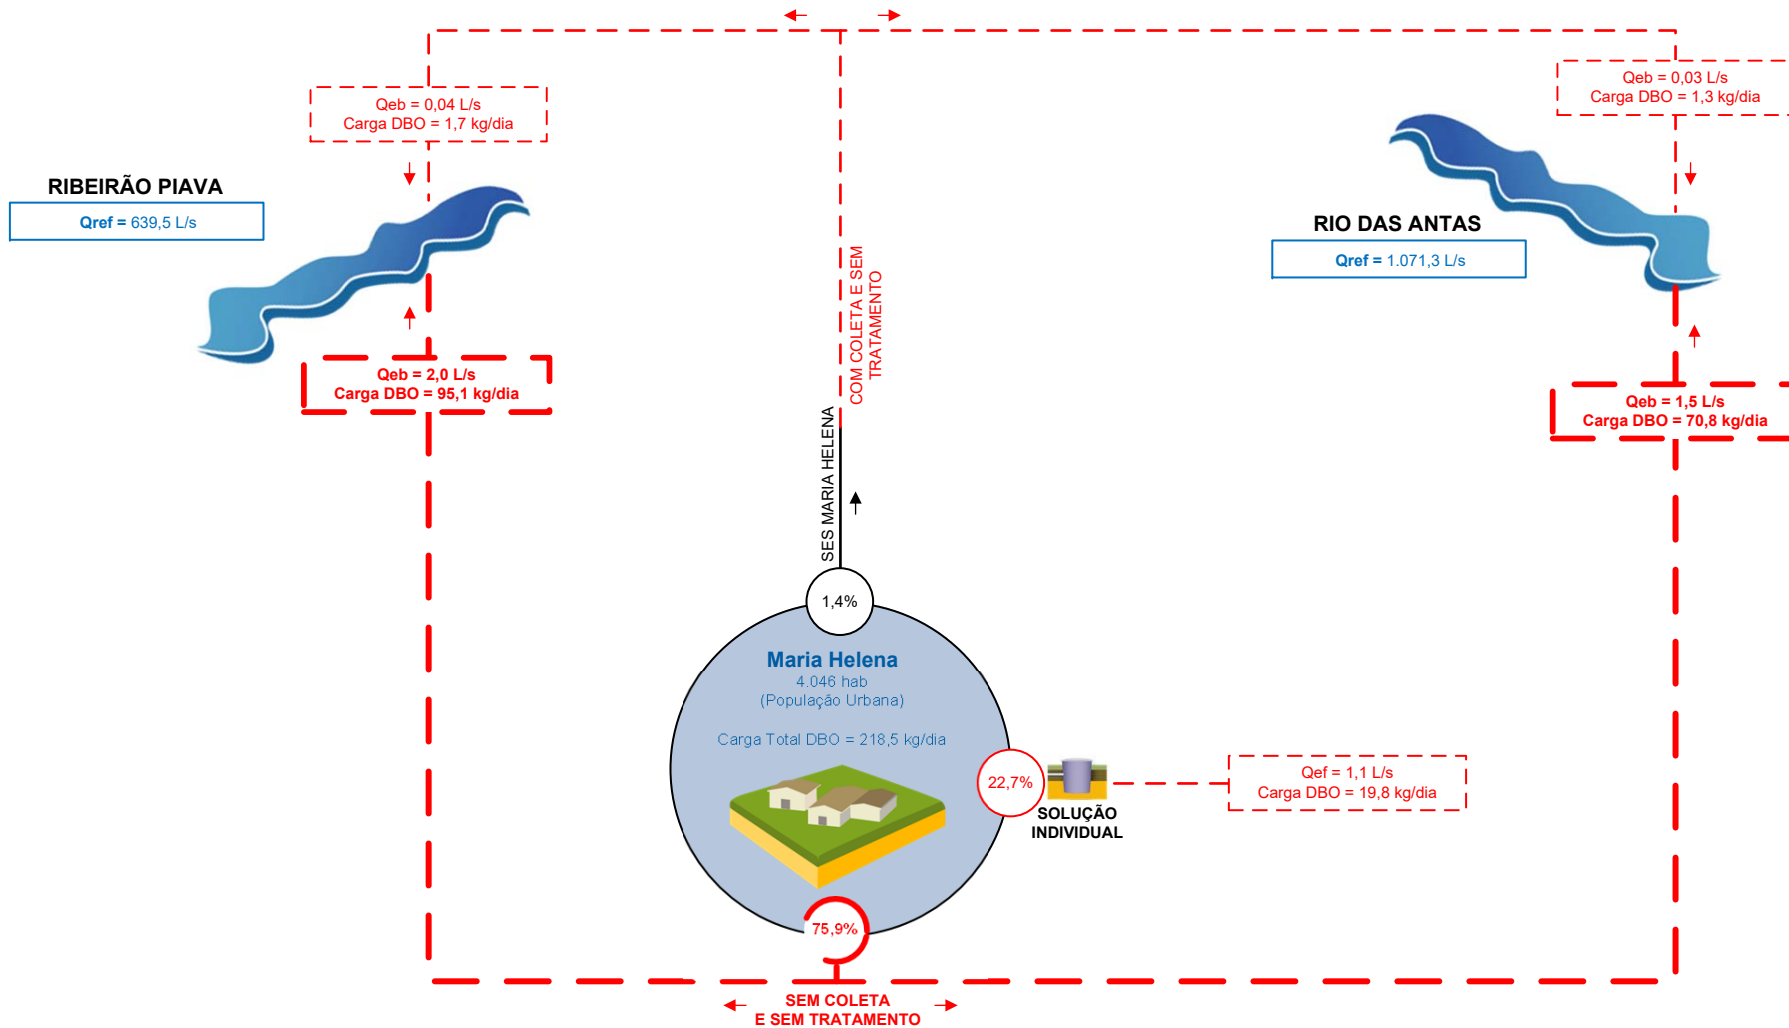 Qeb = 0,04 L/s
Carga DBO = 1,7 kg/dia
Qeb = 0,03 L/s
Carga DBO = 1,3 kg/dia
RIBEIRÃO PIAVA
Qref = 639,5 L/s
RIO DAS ANTAS
Qref = 1.071,3 L/s
COM COLETA E SEM
TRATAMENTO
Qeb = 2,0 L/s
Carga DBO = 95,1 kg/dia
Qeb = 1,5 L/s
Carga DBO = 70,8 kg/dia
SES MARIA HELENA
1,4%
Maria Helena
4.046 hab
(População Urbana)
Carga Total DBO = 218,5 kg/dia
22,7%
SOLUÇÃO
INDIVIDUAL
Qef = 1,1 L/s
Carga DBO = 19,8 kg/dia
75,9%
SEM COLETA
E SEM TRATAMENTO